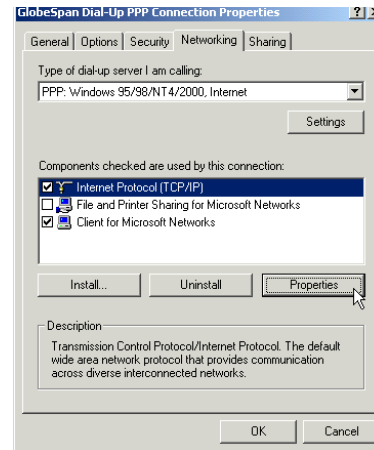 GlobeSpan Dial-Up PPP Connection Properties
General Options Security Networking Sharing
Type of dial-up server I am calling:
PPP: Windows 95/98/NT4/2000, Internet
Settings
Components checked are used by this connection:
Internet Protocol (TCP/IP)
File and Printer Sharing for Microsoft Networks
Client for Microsoft Networks
Install... Uninstall Properties
Description
Transmission Control Protocol/Internet Protocol. The default
wide area network protocol that provides communication
across diverse interconnected networks.
OK Cancel